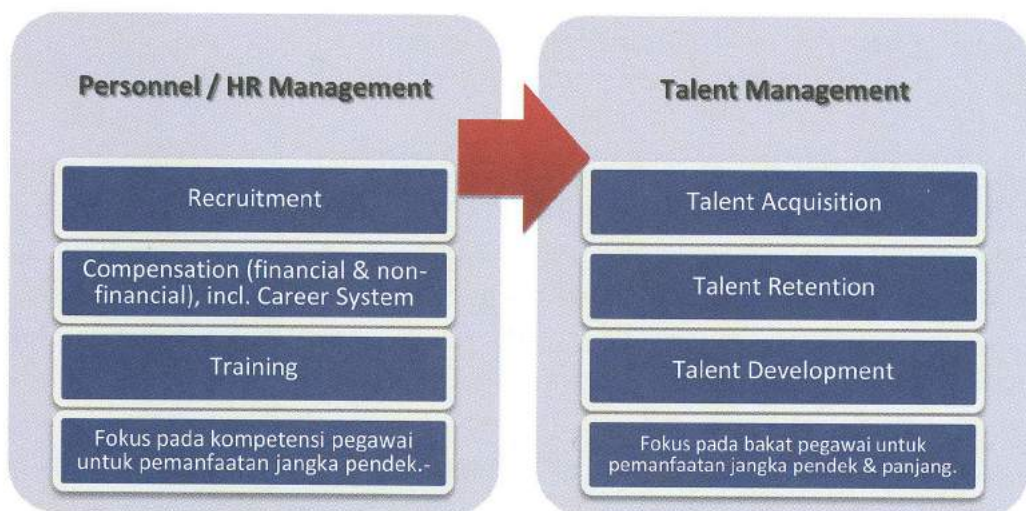 Personnel / HR Management
Recruitment
Compensation (financial & non-
financial), incl. Career System
Training
Fokus pada kompetensi pegawai
untuk pemanfaatan jangka pendek.-
Talent Management
Talent Acquisition
Talent Retention
Talent Development
Fokus pada bakat pegawai untuk
pemanfaatan jangka pendek & panjang.